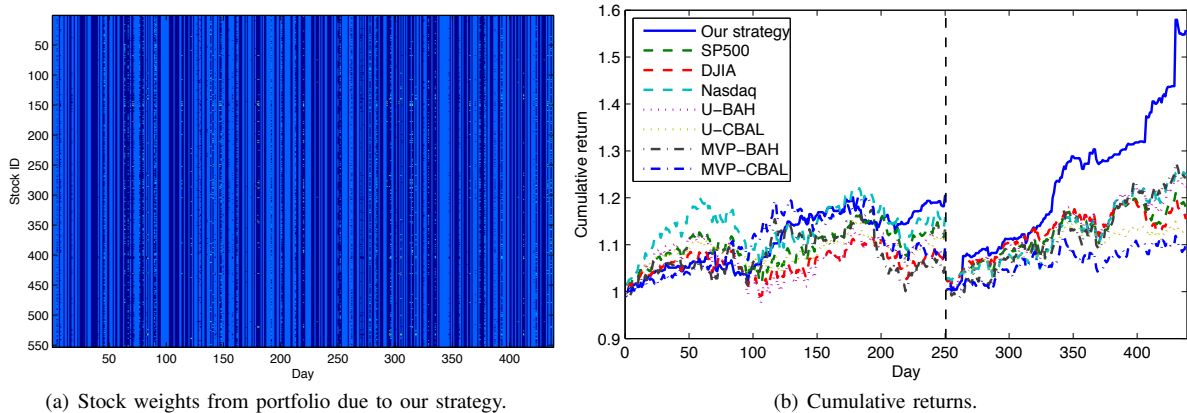 50
100
150
200
250
300
350
400
450
500
550
Stock ID
50 100 150 200 250 300 350 400
Day
(a) Stock weights from portfolio due to our strategy.
1.6
1.5
1.4
1.3
1.2
1.1
1
0.9
Cumulative return
Our strategy
SP500
DJIA
Nasdaq
U−BAH
U−CBAL
MVP−BAH
MVP−CBAL
0 50 100 150 200 250 300 350 400
Day
(b) Cumulative returns.